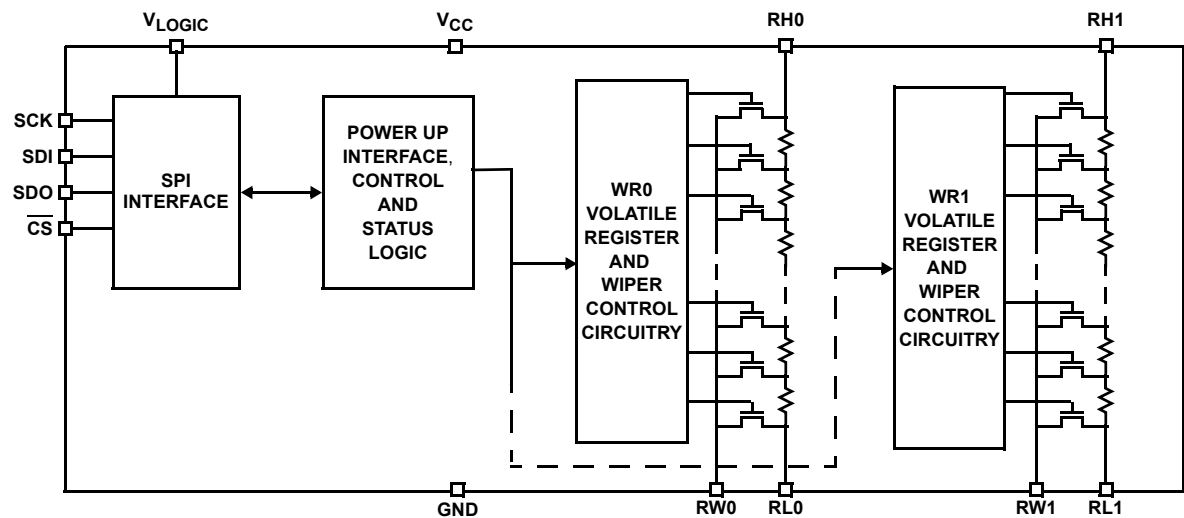 VLOGIC
VCC
RH0
RH1
SCK
SDI
SDO
CS
SPI
INTERFACE
POWER UP
INTERFACE,
CONTROL
AND
STATUS
LOGIC
WR0
VOLATILE
REGISTER
AND
WIPER
CONTROL
CIRCUITRY
WR1
VOLATILE
REGISTER
AND
WIPER
CONTROL
CIRCUITRY
GND
RW0
RL0
RW1
RL1